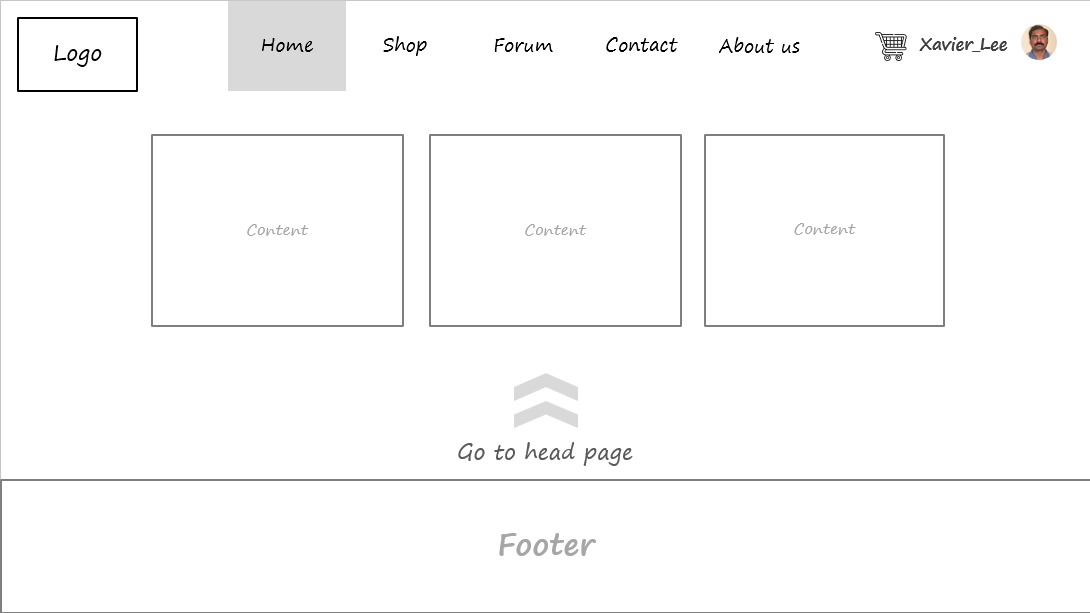 Logo
Home
Shop
Forum
Contact
About us
Xavier_Lee
Content
Content
Content
Go to head page
Footer